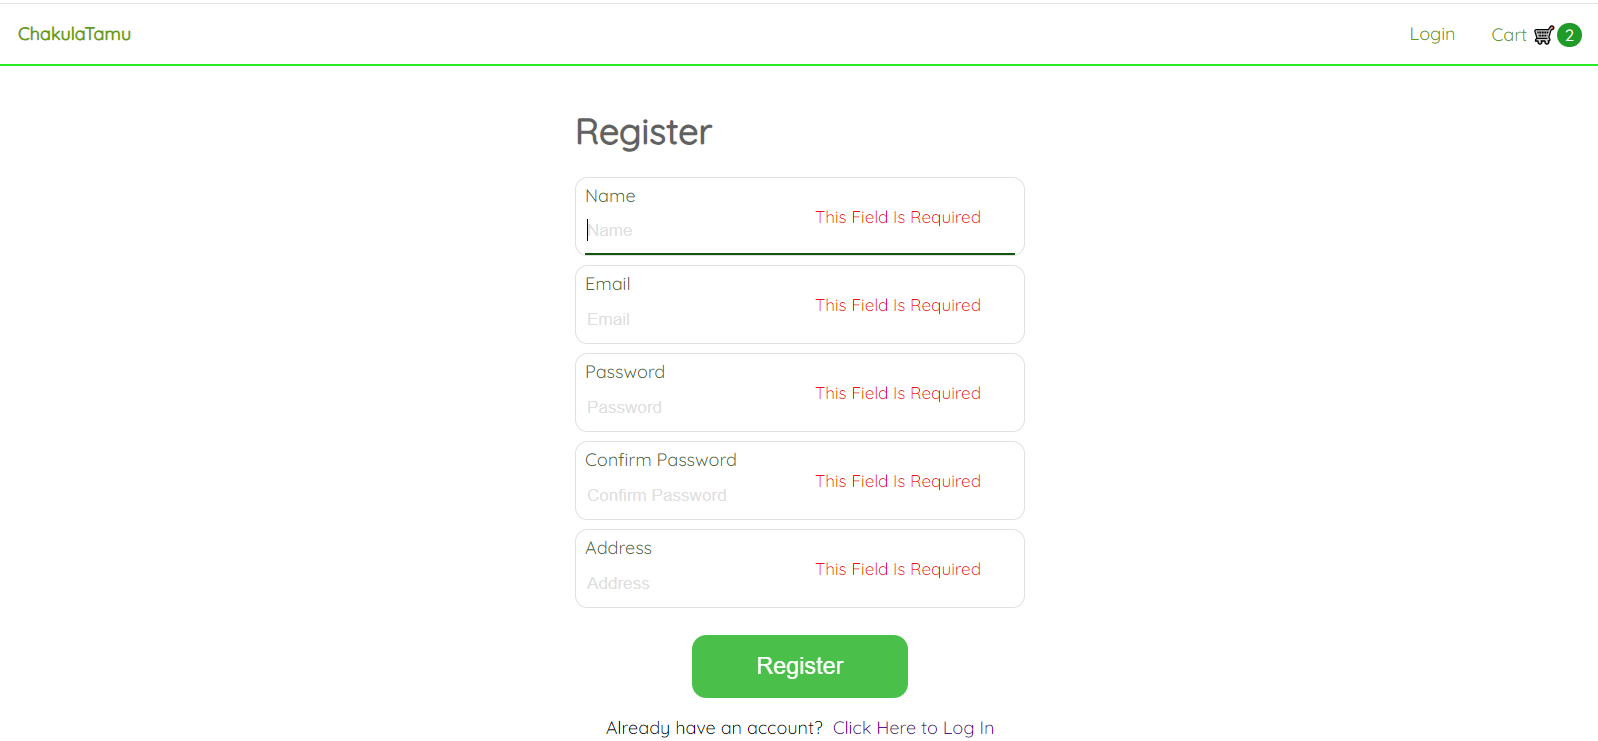 ChakulaTamu Login Cart 2
Register
Name
This Field Is Required
Name
Email
This Field Is Required
Email
Password
This Field Is Required
Password
Confirm Password
This Field Is Required
Confirm Password
Address
This Field Is Required
Address
Register
Already have an account? Click Here to Log In